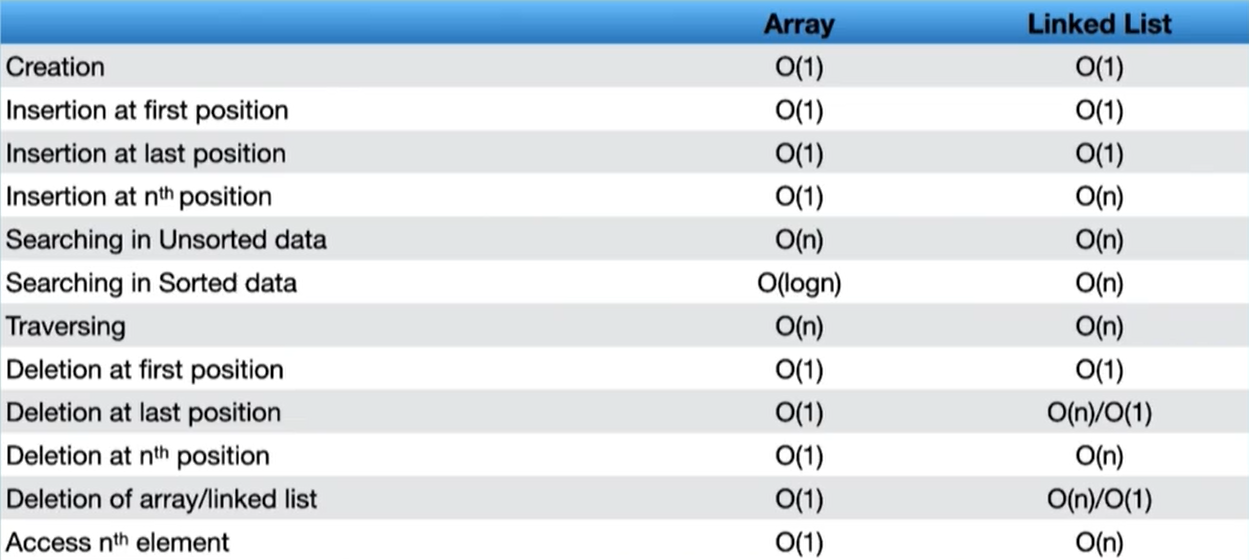 Array Linked List
Creation O(1) O(1)
Insertion at first position O(1) O(1)
Insertion at last position O(1) O(1)
Insertion at nth position O(1) O(n)
Searching in Unsorted data O(n) O(n)
Searching in Sorted data O(logn) O(n)
Traversing O(n) O(n)
Deletion at first position O(1) O(1)
Deletion at last position O(1) O(n)/O(1)
Deletion at nth position O(1) O(n)
Deletion of array/linked list O(1) O(n)/O(1)
Access nth element O(1) O(n)